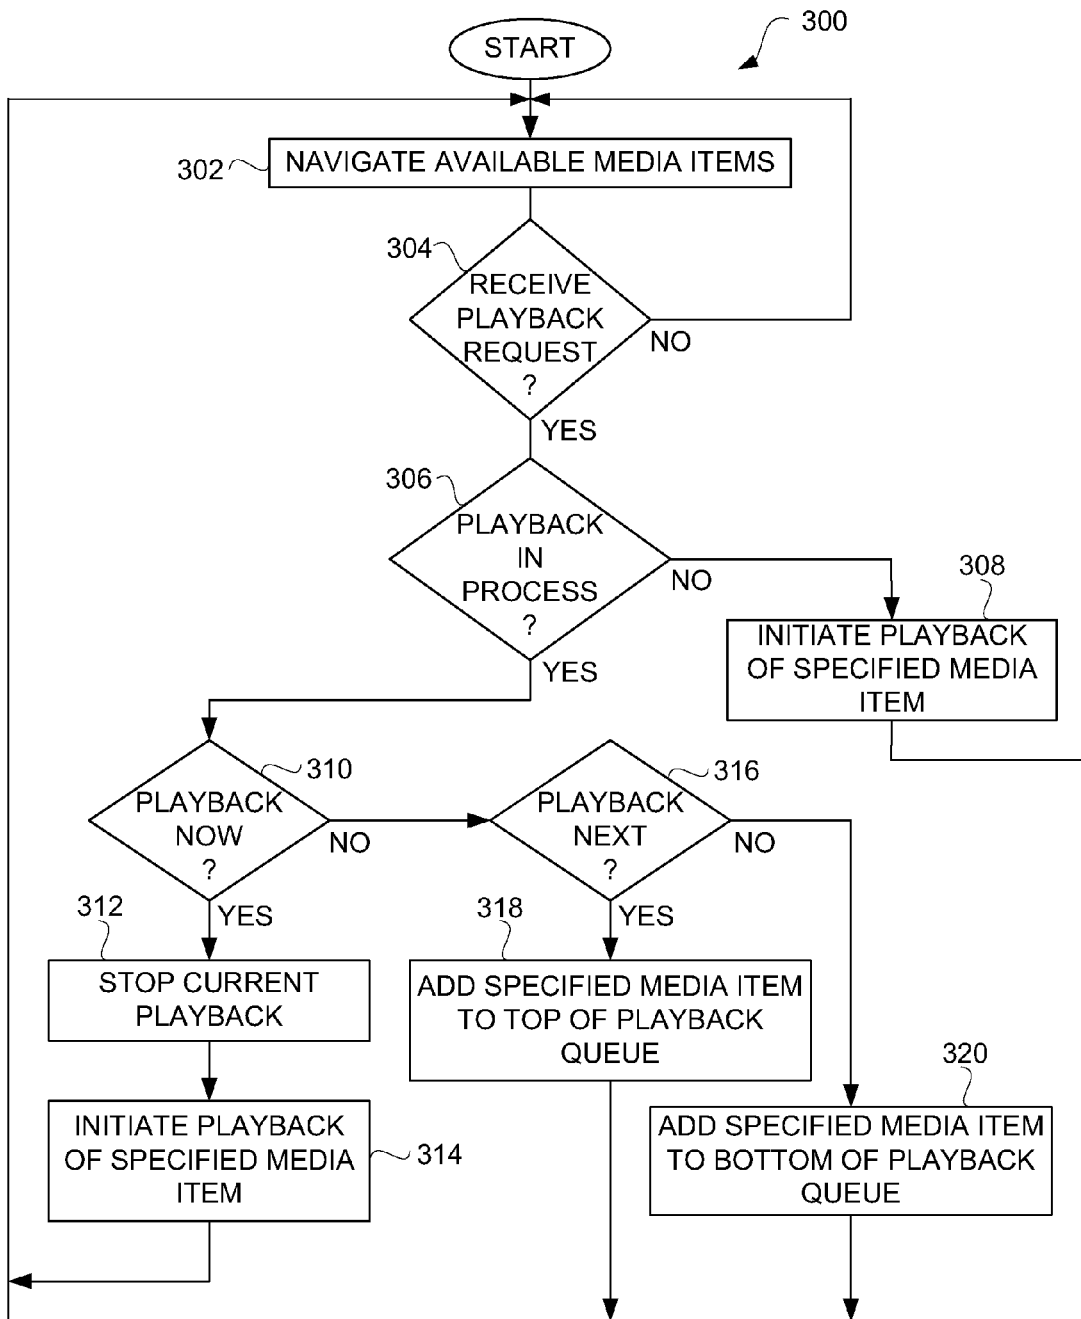 300
START
302
NAVIGATE AVAILABLE MEDIA ITEMS
304
RECEIVE
PLAYBACK
REQUEST
?
NO
YES
306
PLAYBACK
IN
PROCESS
?
NO
YES
308
INITIATE PLAYBACK
OF SPECIFIED MEDIA
ITEM
310
PLAYBACK
NOW
?
NO
YES
316
PLAYBACK
NEXT
?
NO
YES
312
STOP CURRENT
PLAYBACK
318
ADD SPECIFIED MEDIA ITEM
TO TOP OF PLAYBACK
QUEUE
314
INITIATE PLAYBACK
OF SPECIFIED MEDIA
ITEM
320
ADD SPECIFIED MEDIA ITEM
TO BOTTOM OF PLAYBACK
QUEUE